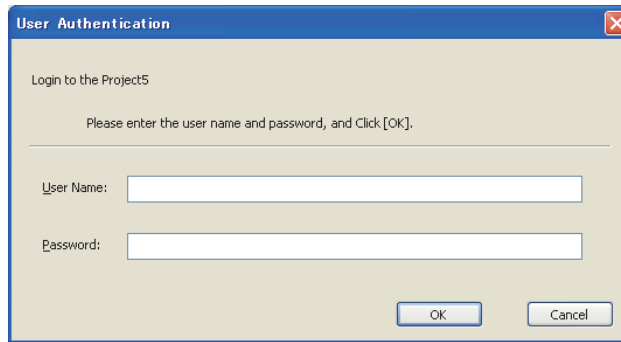 User Authentication
Login to the Project5
Please enter the user name and password, and Click [OK].
User Name:
Password:
OK
Cancel